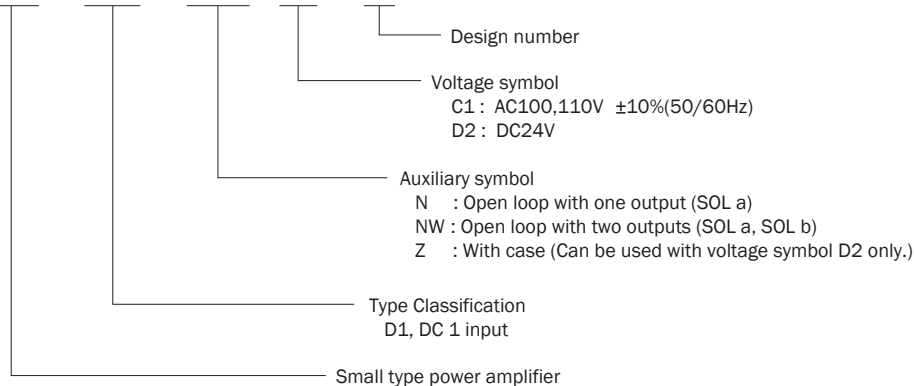 Design number
Voltage symbol
C1 : AC100,110V ±10%(50/60Hz)
D2 : DC24V
Auxiliary symbol
N : Open loop with one output (SOL a)
NW : Open loop with two outputs (SOL a, SOL b)
Z : With case (Can be used with voltage symbol D2 only.)
Type Classification
D1, DC 1 input
Small type power amplifier